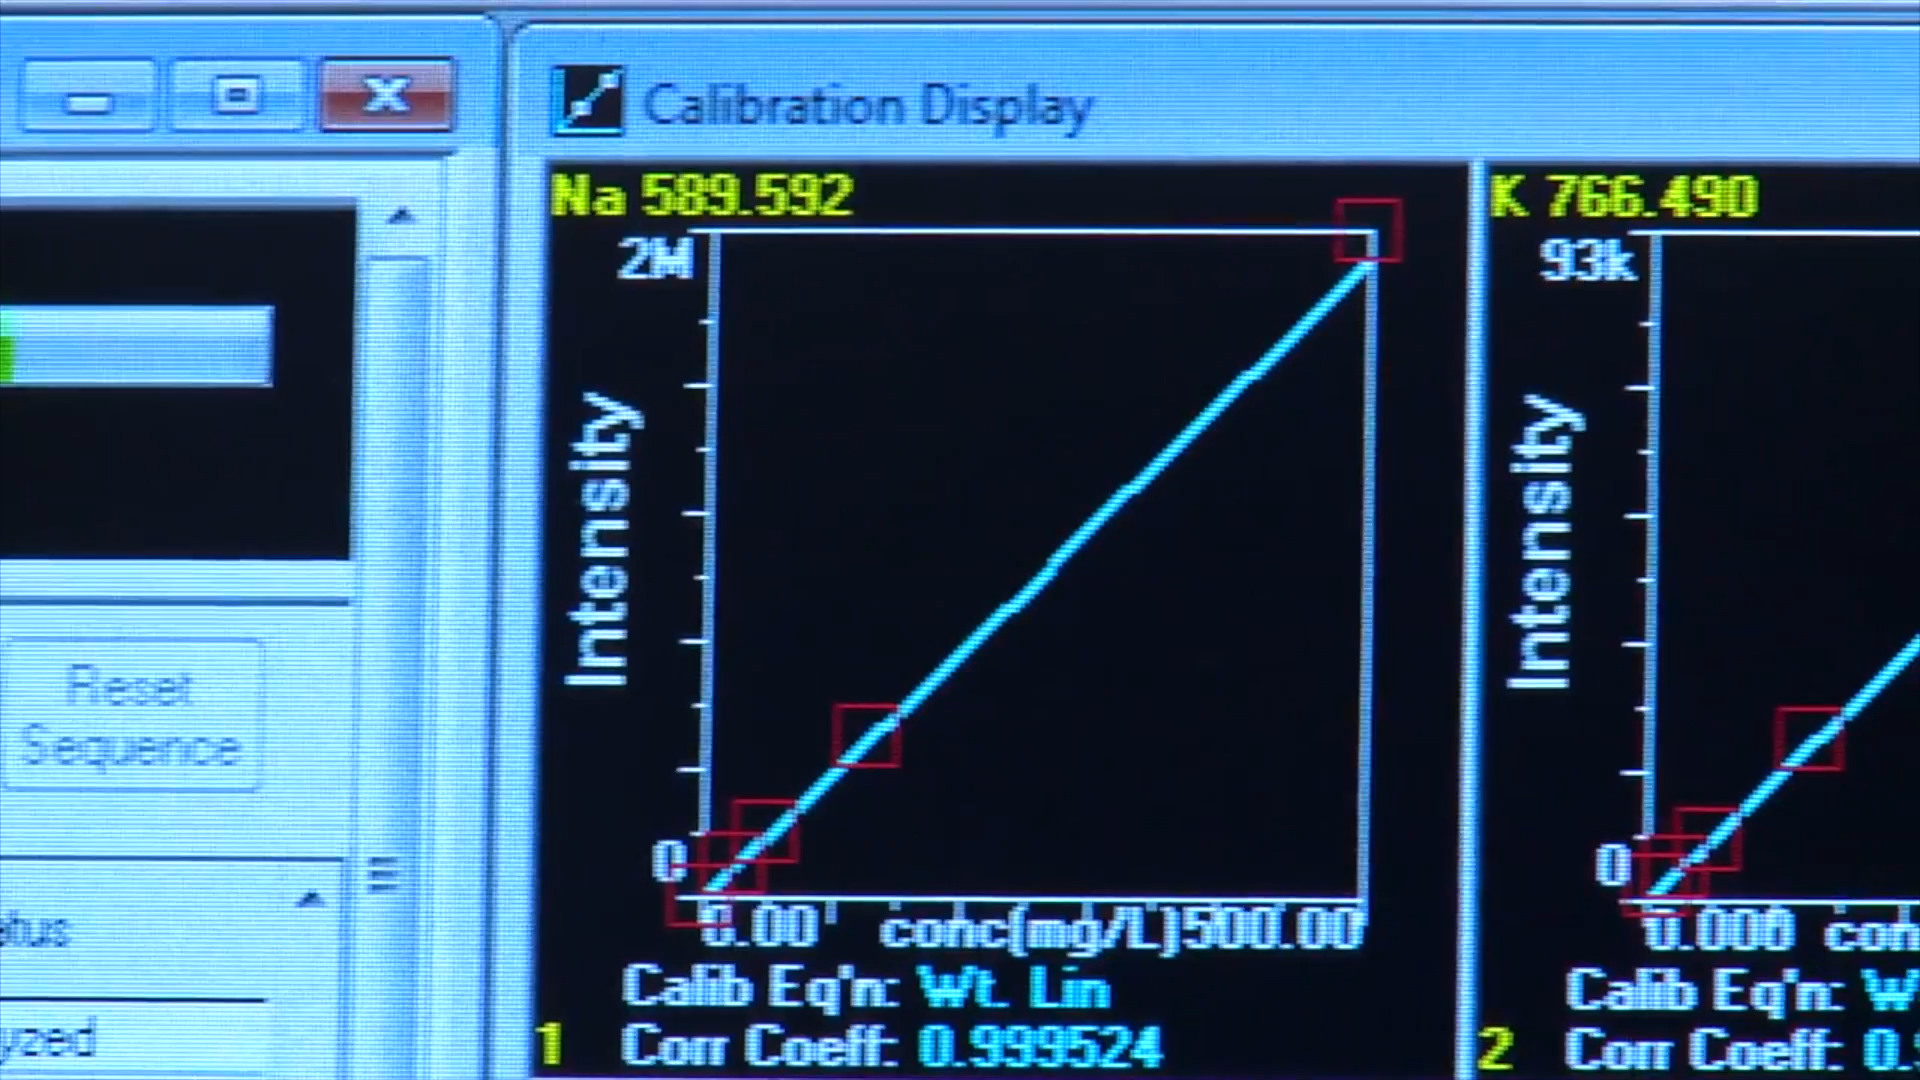 Calibration Display
Na 589.592
2M
Intensity
0
0.00 conc(mg/L) 500.00
Calib Eq'n: Wt. Lin
1 Corr Coeff: 0.999524
K 766.490
93k
Intensity
0
0.000
Calib Eq'n:
2 Corr Coeff: 0.
Reset
Sequence